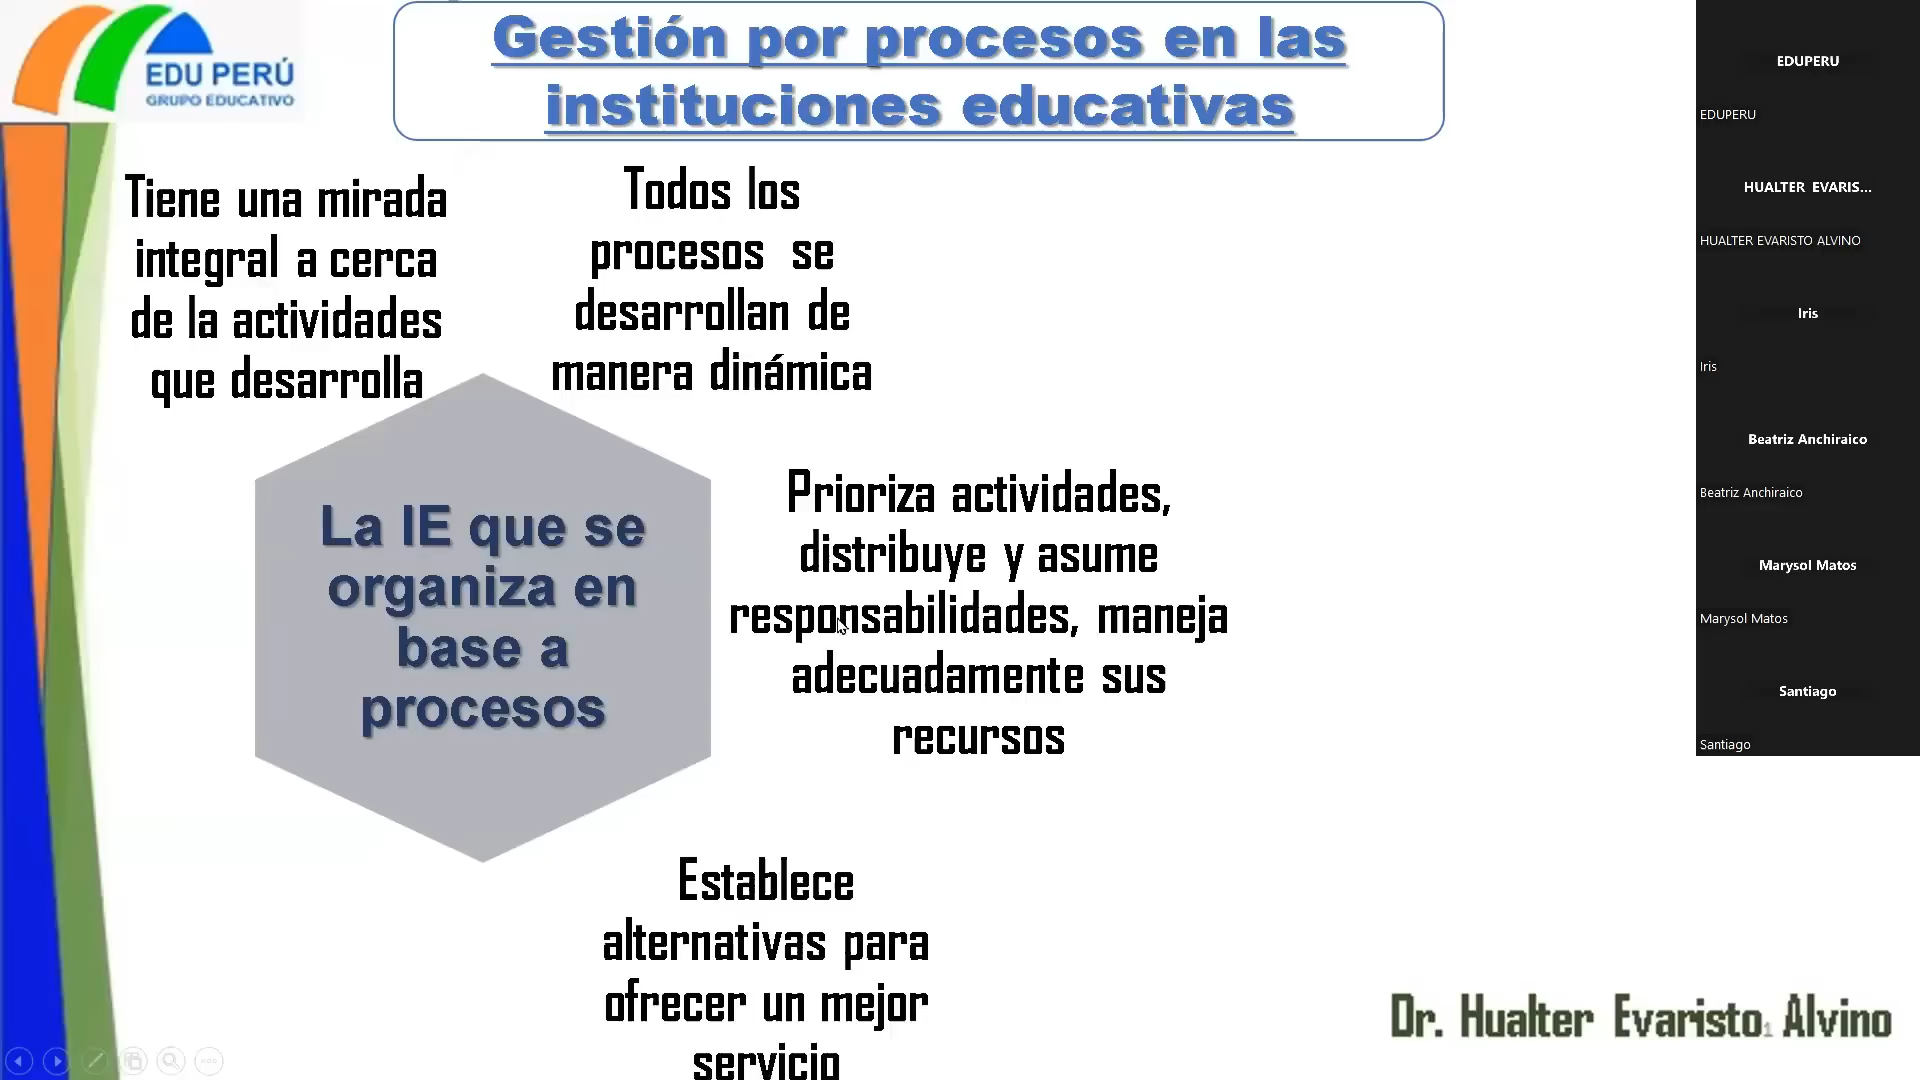 EDU PERÚ
GRUPO EDUCATIVO
Gestión por procesos en las
instituciones educativas
Tiene una mirada
integral a cerca
de la actividades
que desarrolla
Todos los
procesos se
desarrollan de
manera dinámica
La IE que se
organiza en
base a
procesos
Prioriza actividades,
distribuye y asume
responsabilidades, maneja
adecuadamente sus
recursos
Establece
alternativas para
ofrecer un mejor
servicio
Dr. Hualter Evaristo Alvino
EDUPERU
EDUPERU
HUALTER EVARIS...
HUALTER EVARISTO ALVINO
Iris
Iris
Beatriz Anchiraico
Beatriz Anchiraico
Marysol Matos
Marysol Matos
Santiago
Santiago